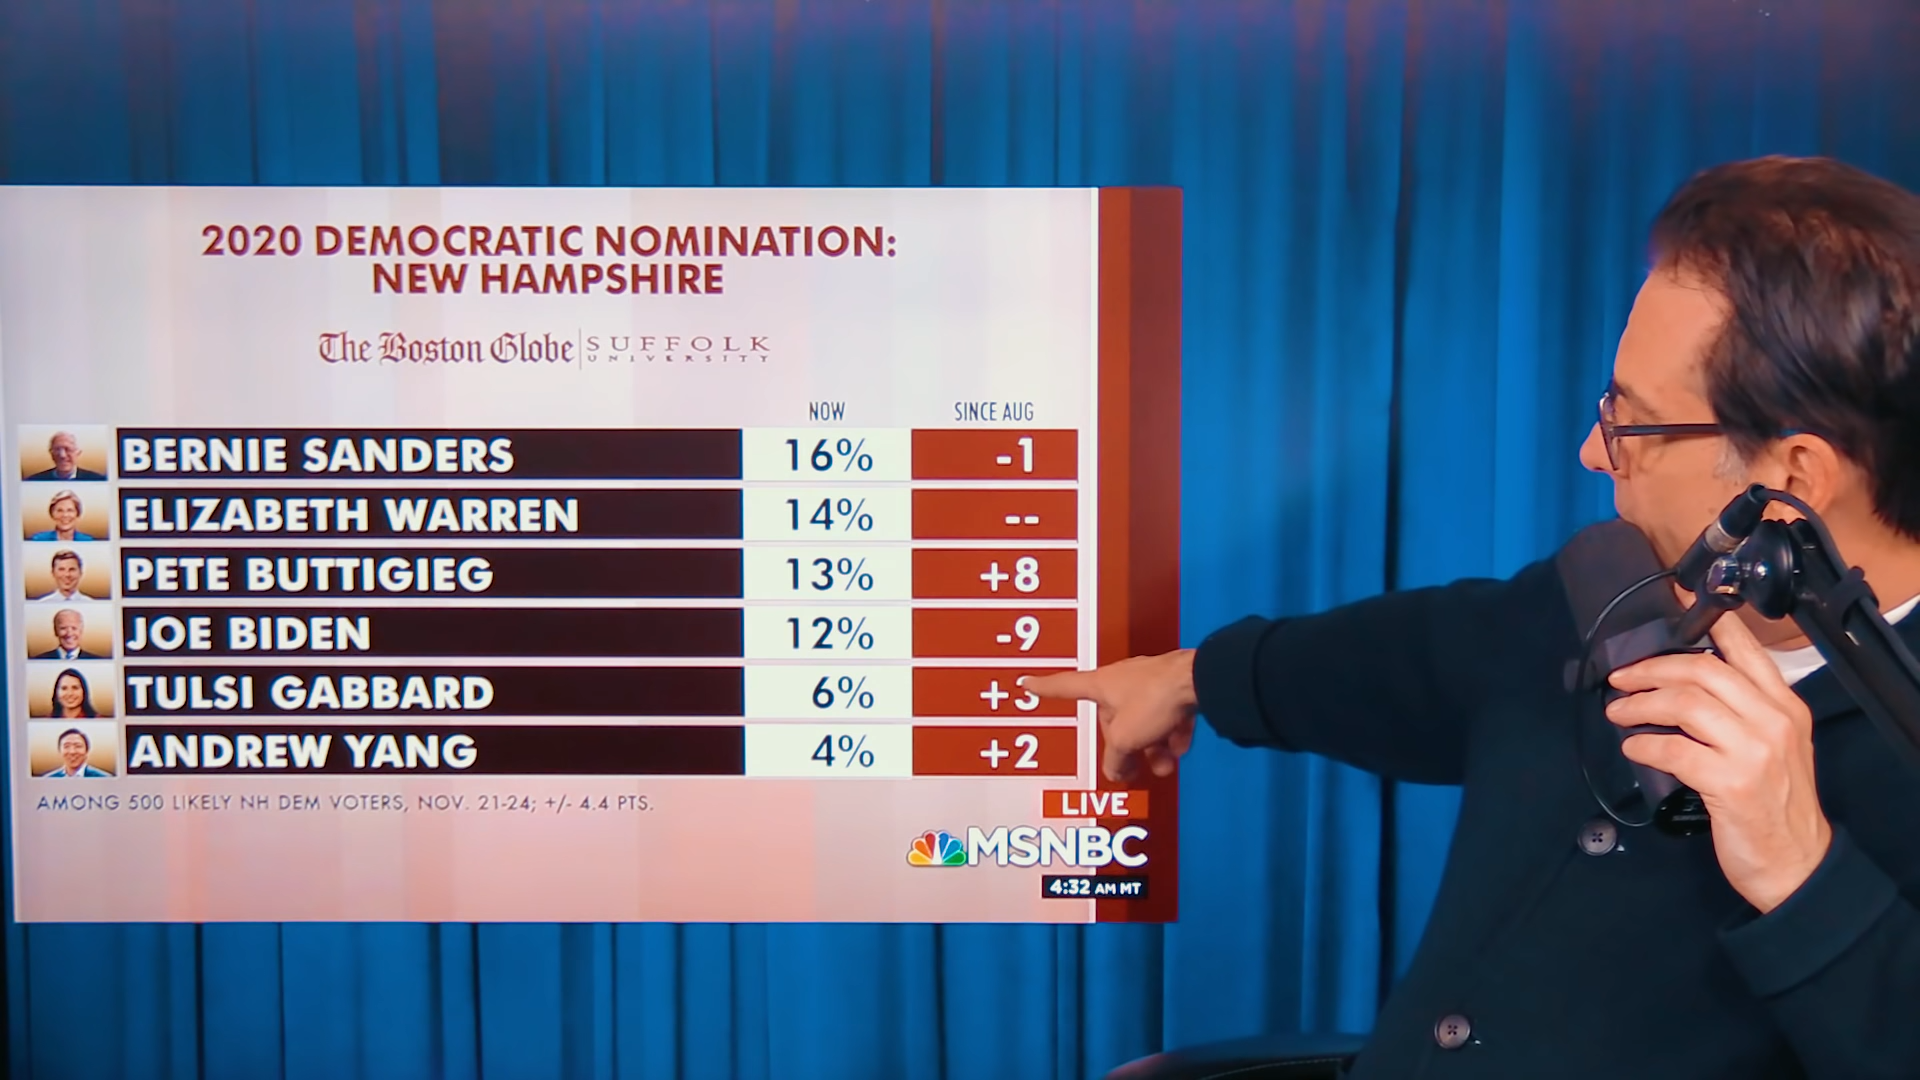 2020 DEMOCRATIC NOMINATION:
NEW HAMPSHIRE
The Boston Globe SUFFOLK
UNIVERSITY
NOW SINCE AUG
BERNIE SANDERS 16% -1
ELIZABETH WARREN 14% --
PETE BUTTIGIEG 13% +8
JOE BIDEN 12% -9
TULSI GABBARD 6% +3
ANDREW YANG 4% +2
AMONG 500 LIKELY NH DEM VOTERS, NOV. 21-24; +/- 4.4 PTS.
LIVE
MSNBC
4:32 AM MT